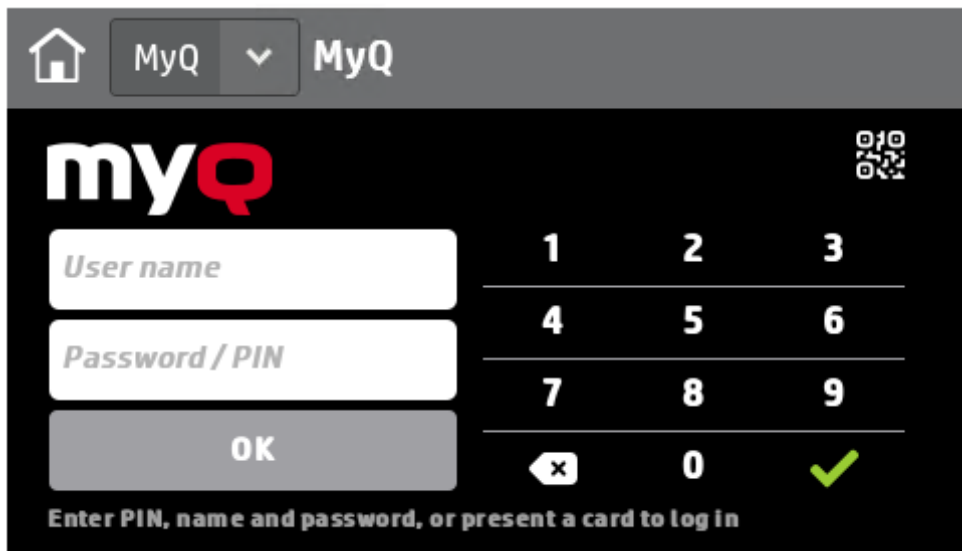 MyQ MyQ
myQ
User name
Password / PIN
OK
1 2 3
4 5 6
7 8 9
0
Enter PIN, name and password, or present a card to log in